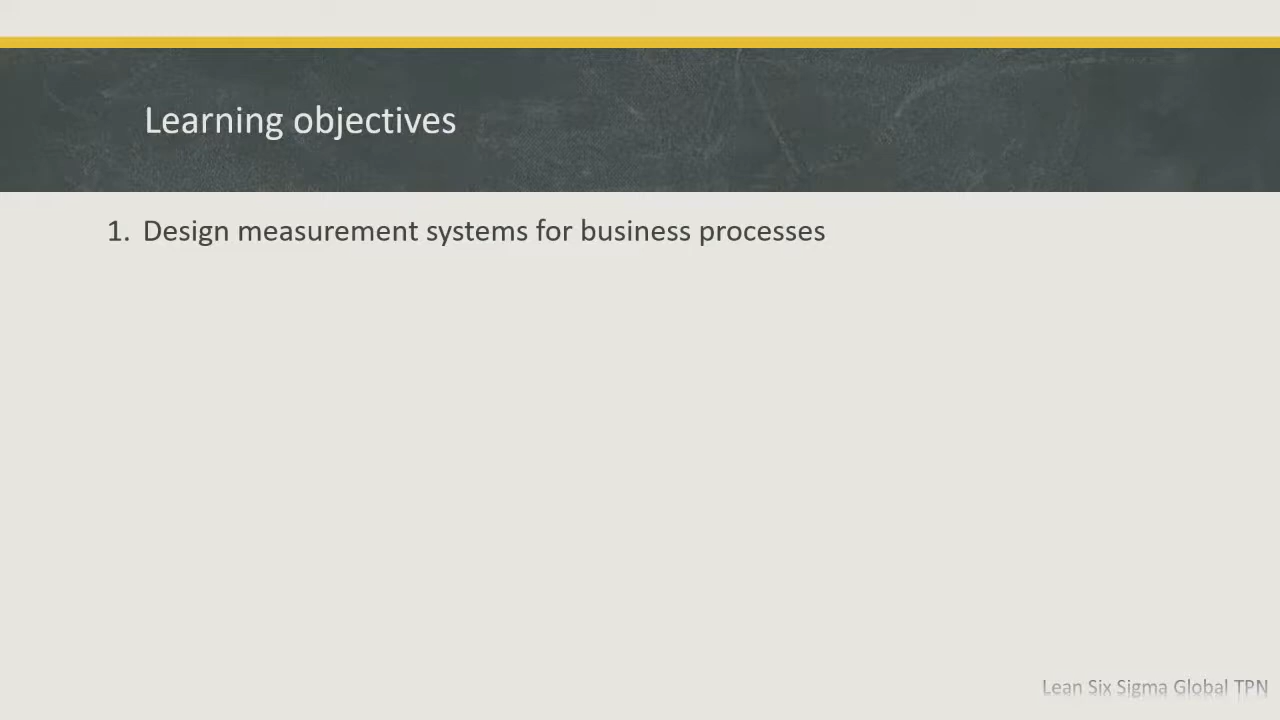 Learning objectives
1. Design measurement systems for business processes
Lean Six Sigma Global TPN